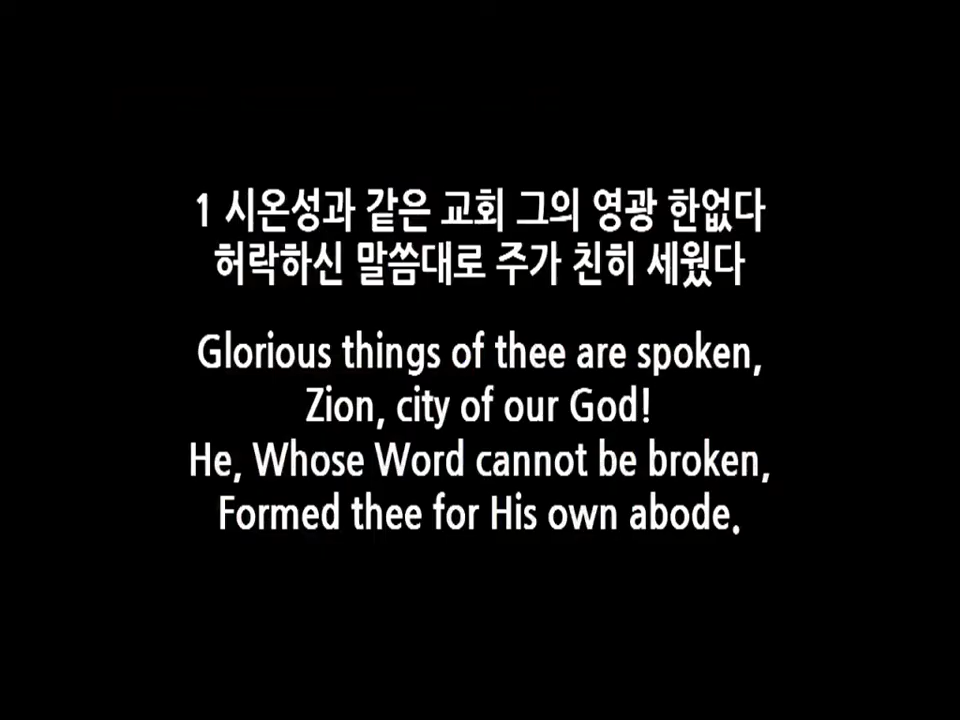 1 시온성과 같은 교회 그의 영광 한없다
허락하신 말씀대로 주가 친히 세웠다
Glorious things of thee are spoken,
Zion, city of our God!
He, Whose Word cannot be broken,
Formed thee for His own abode.